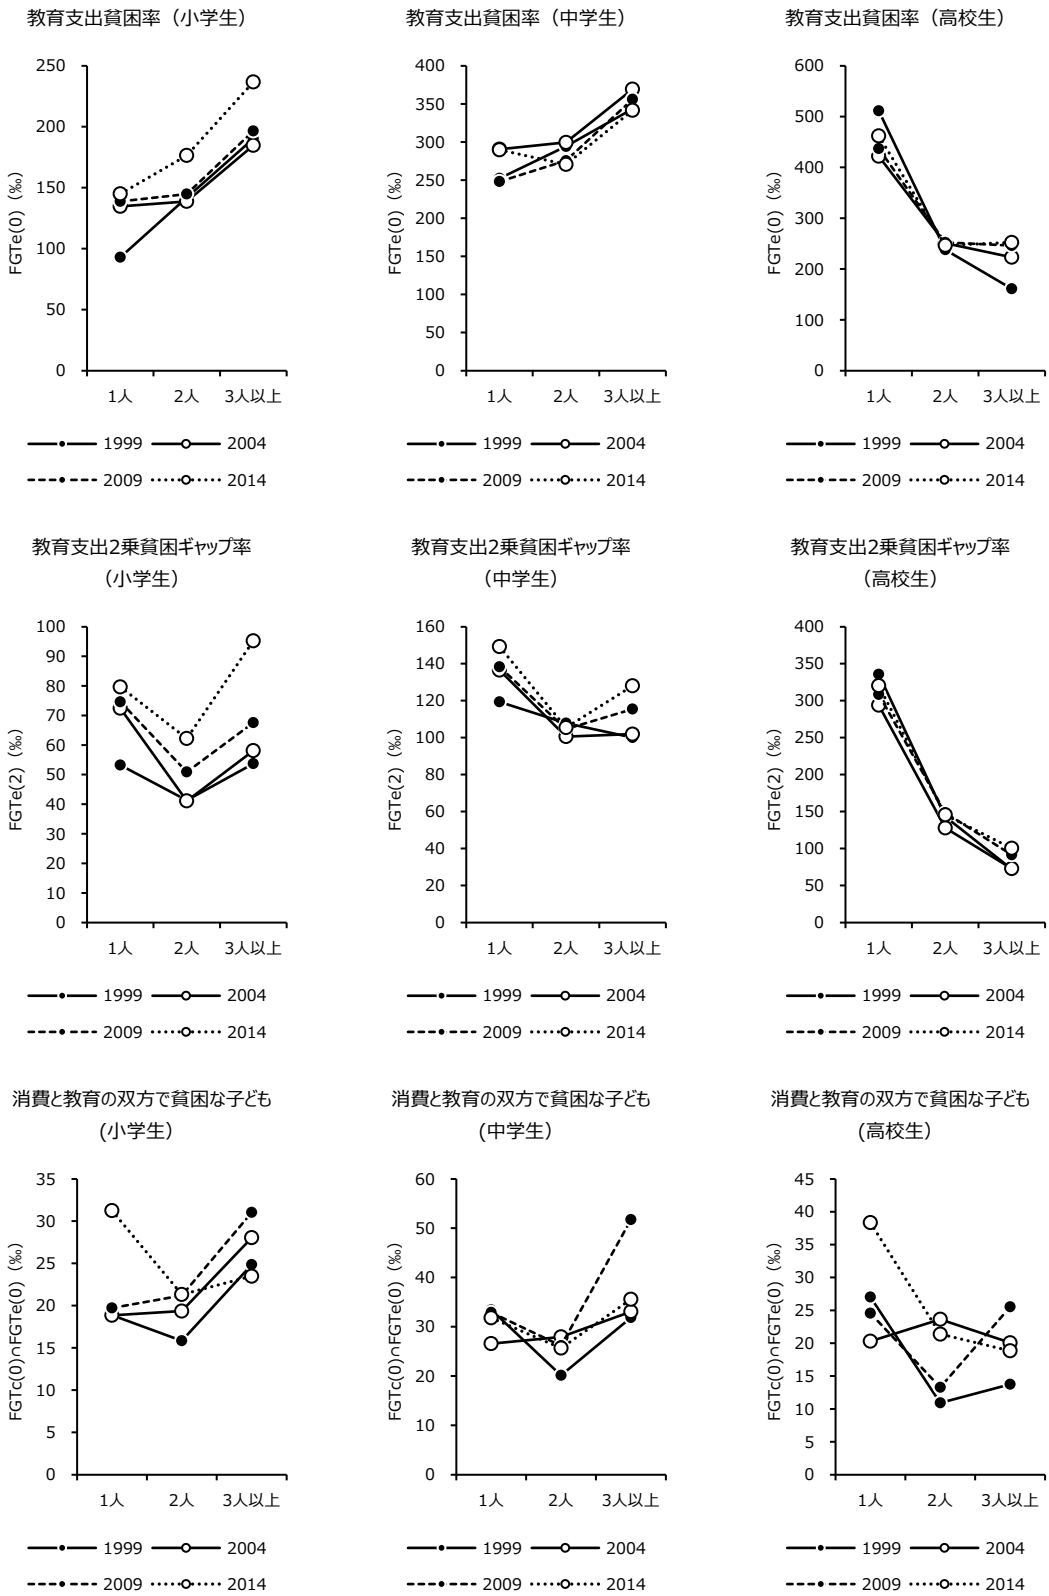 教育支出貧困率（小学生）
250
200
150
100
50
0
FGTe(0)（‰）
1人 2人 3人以上
1999 2004
2009 2014
教育支出貧困率（中学生）
400
350
300
250
200
150
100
50
0
FGTe(0)（‰）
1人 2人 3人以上
1999 2004
2009 2014
教育支出貧困率（高校生）
600
500
400
300
200
100
0
FGTe(0)（‰）
1人 2人 3人以上
1999 2004
2009 2014
教育支出2乗貧困ギャップ率
（小学生）
100
90
80
70
60
50
40
30
20
10
0
FGTe(2)（‰）
1人 2人 3人以上
1999 2004
2009 2014
教育支出2乗貧困ギャップ率
（中学生）
160
140
120
100
80
60
40
20
0
FGTe(2)（‰）
1人 2人 3人以上
1999 2004
2009 2014
教育支出2乗貧困ギャップ率
（高校生）
400
350
300
250
200
150
100
50
0
FGTe(2)（‰）
1人 2人 3人以上
1999 2004
2009 2014
消費と教育の双方で貧困な子ども
(小学生）
35
30
25
20
15
10
5
0
FGTc(0)∩FGTe(0)（‰）
1人 2人 3人以上
1999 2004
2009 2014
消費と教育の双方で貧困な子ども
(中学生）
60
50
40
30
20
10
0
FGTc(0)∩FGTe(0)（‰）
1人 2人 3人以上
1999 2004
2009 2014
消費と教育の双方で貧困な子ども
(高校生）
45
40
35
30
25
20
15
10
5
0
FGTc(0)∩FGTe(0)（‰）
1人 2人 3人以上
1999 2004
2009 2014